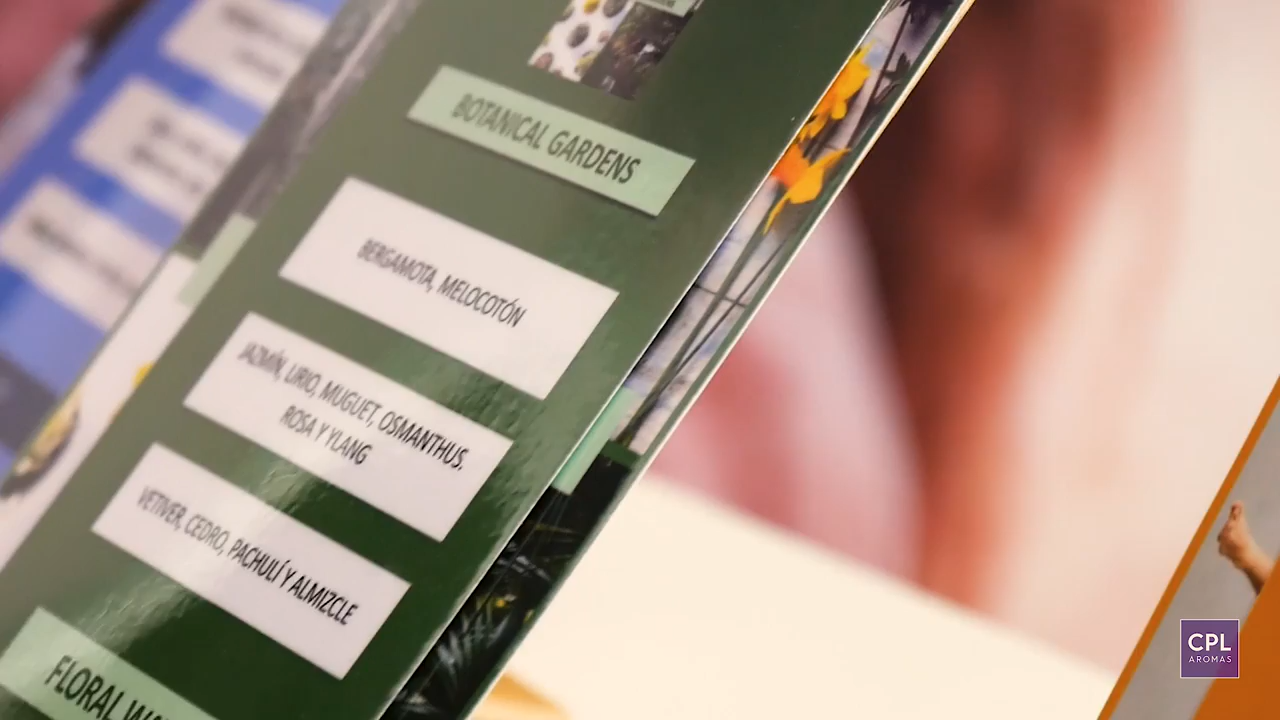 BOTANICAL GARDENS
BERGAMOTA, MELOCOTÓN
JAZMÍN, LIRIO, MUGUET, OSMANTHUS,
ROSA Y YLANG
VETIVER, CEDRO, PACHULÍ Y ALMIZCLE
FLORAL
CPL
AROMAS